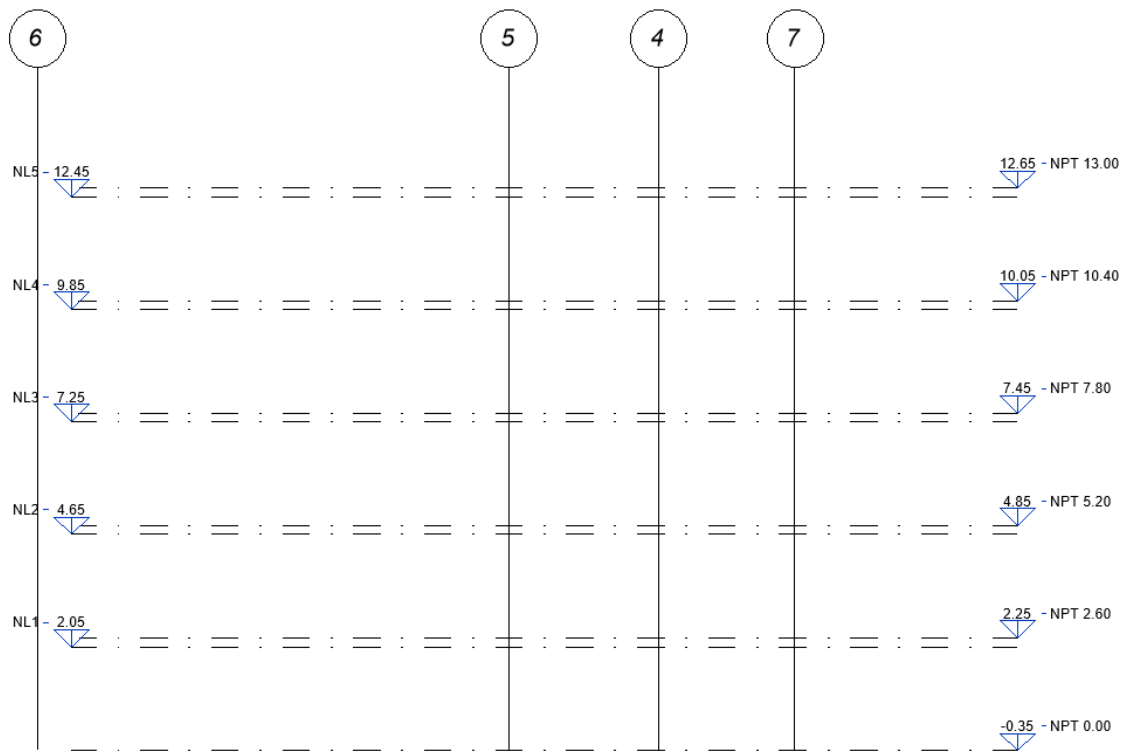 6 5 4 7
NL5 - 12.45
12.65 - NPT 13.00
NL4 - 9.85
10.05 - NPT 10.40
NL3 - 7.25
7.45 - NPT 7.80
NL2 - 4.65
4.85 - NPT 5.20
NL1 - 2.05
2.25 - NPT 2.60
-0.35 - NPT 0.00